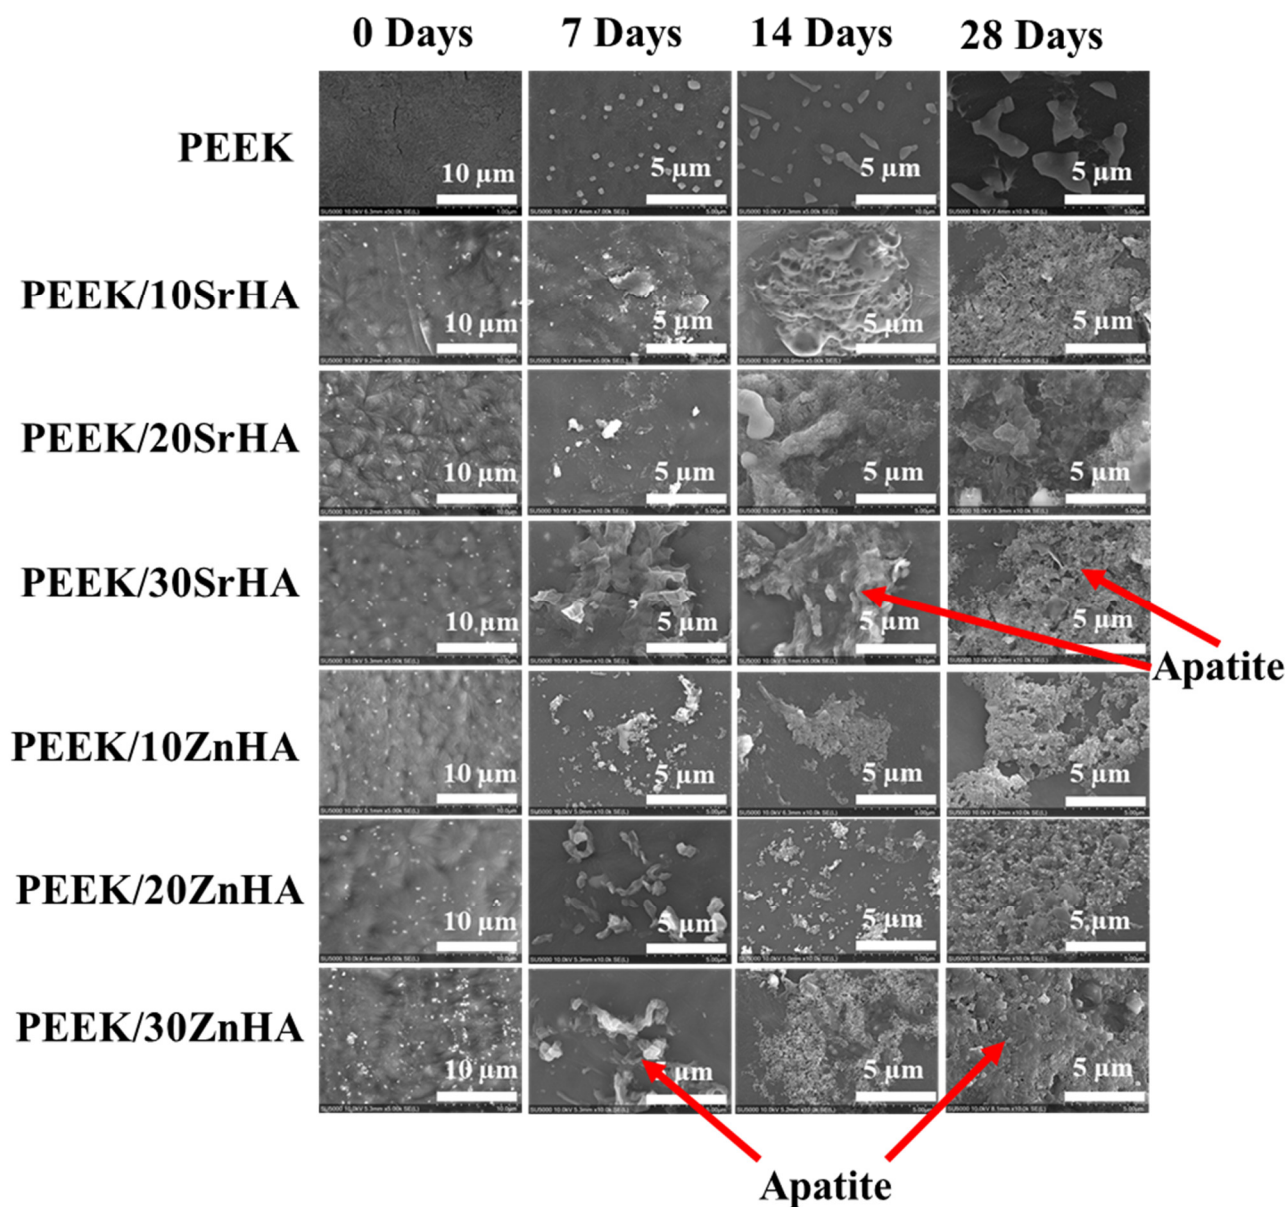 0 Days 7 Days 14 Days 28 Days
PEEK 10 µm 5 µm 5 µm 5 µm
PEEK/10SrHA 10 µm 5 µm 5 µm 5 µm
PEEK/20SrHA 10 µm 5 µm 5 µm 5 µm
PEEK/30SrHA 10 µm 5 µm 5 µm 5 µm
Apatite
PEEK/10ZnHA 10 µm 5 µm 5 µm 5 µm
PEEK/20ZnHA 10 µm 5 µm 5 µm 5 µm
PEEK/30ZnHA 10 µm µm 5 µm 5 µm
Apatite